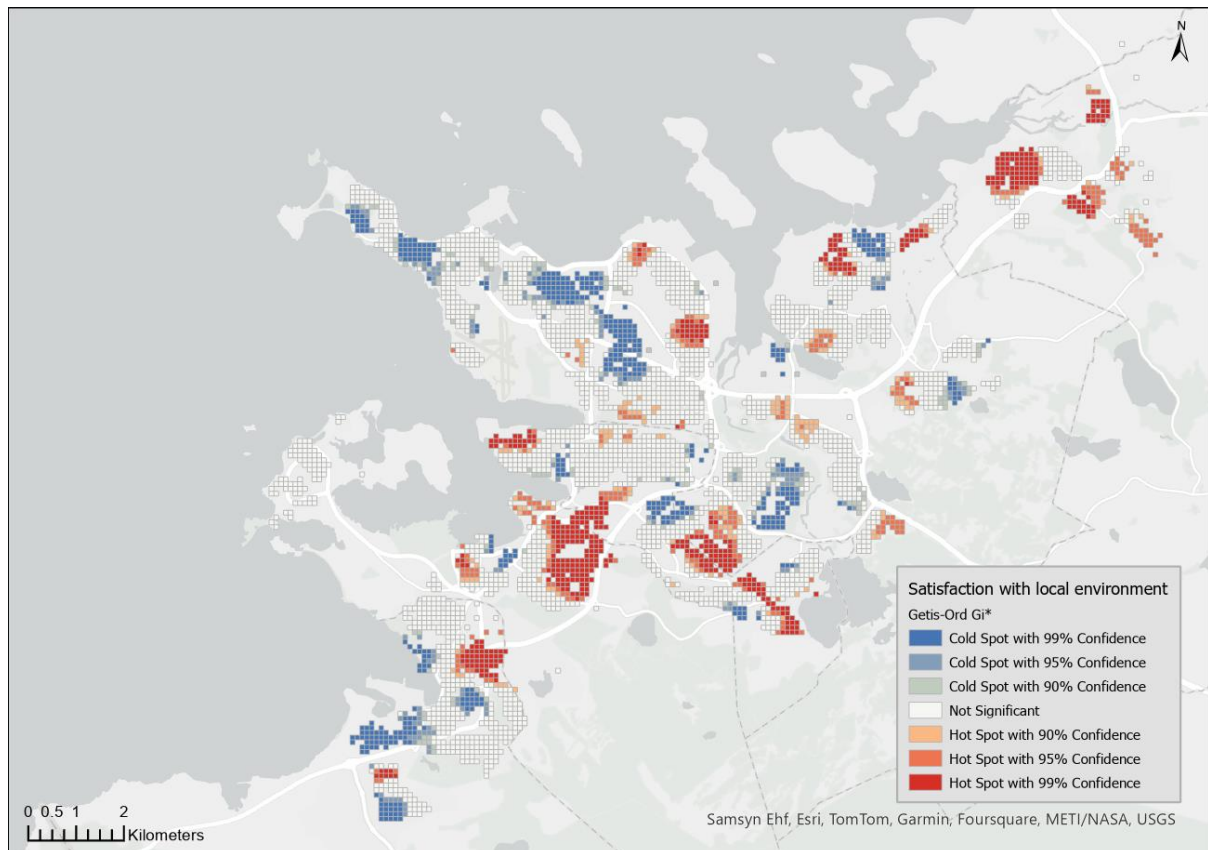 N
Satisfaction with local environment
Getis-Ord Gi*
Cold Spot with 99% Confidence
Cold Spot with 95% Confidence
Cold Spot with 90% Confidence
Not Significant
Hot Spot with 90% Confidence
Hot Spot with 95% Confidence
Hot Spot with 99% Confidence
0 0.5 1 2
Kilometers
Samsyn Ehf, Esri, TomTom, Garmin, Foursquare, METI/NASA, USGS